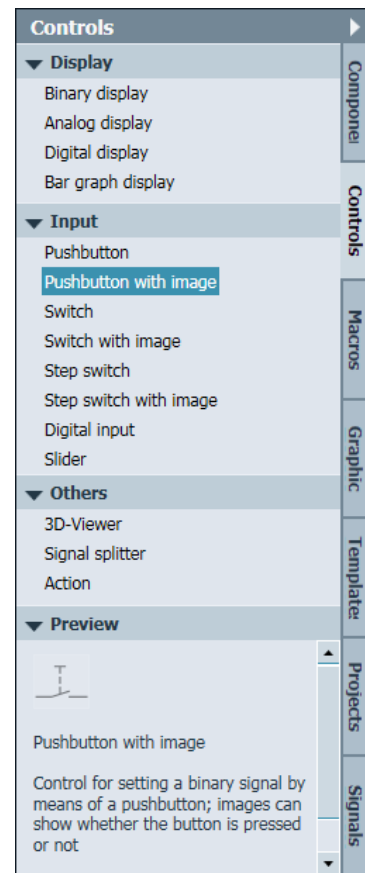 Controls
Display
Binary display
Analog display
Digital display
Bar graph display
Input
Pushbutton
Pushbutton with image
Switch
Switch with image
Step switch
Step switch with image
Digital input
Slider
Others
3D-Viewer
Signal splitter
Action
Preview
Pushbutton with image
Control for setting a binary signal by
means of a pushbutton; images can
show whether the button is pressed
or not
Componei
Controls
Macros
Graphic
Template
Projects
Signals